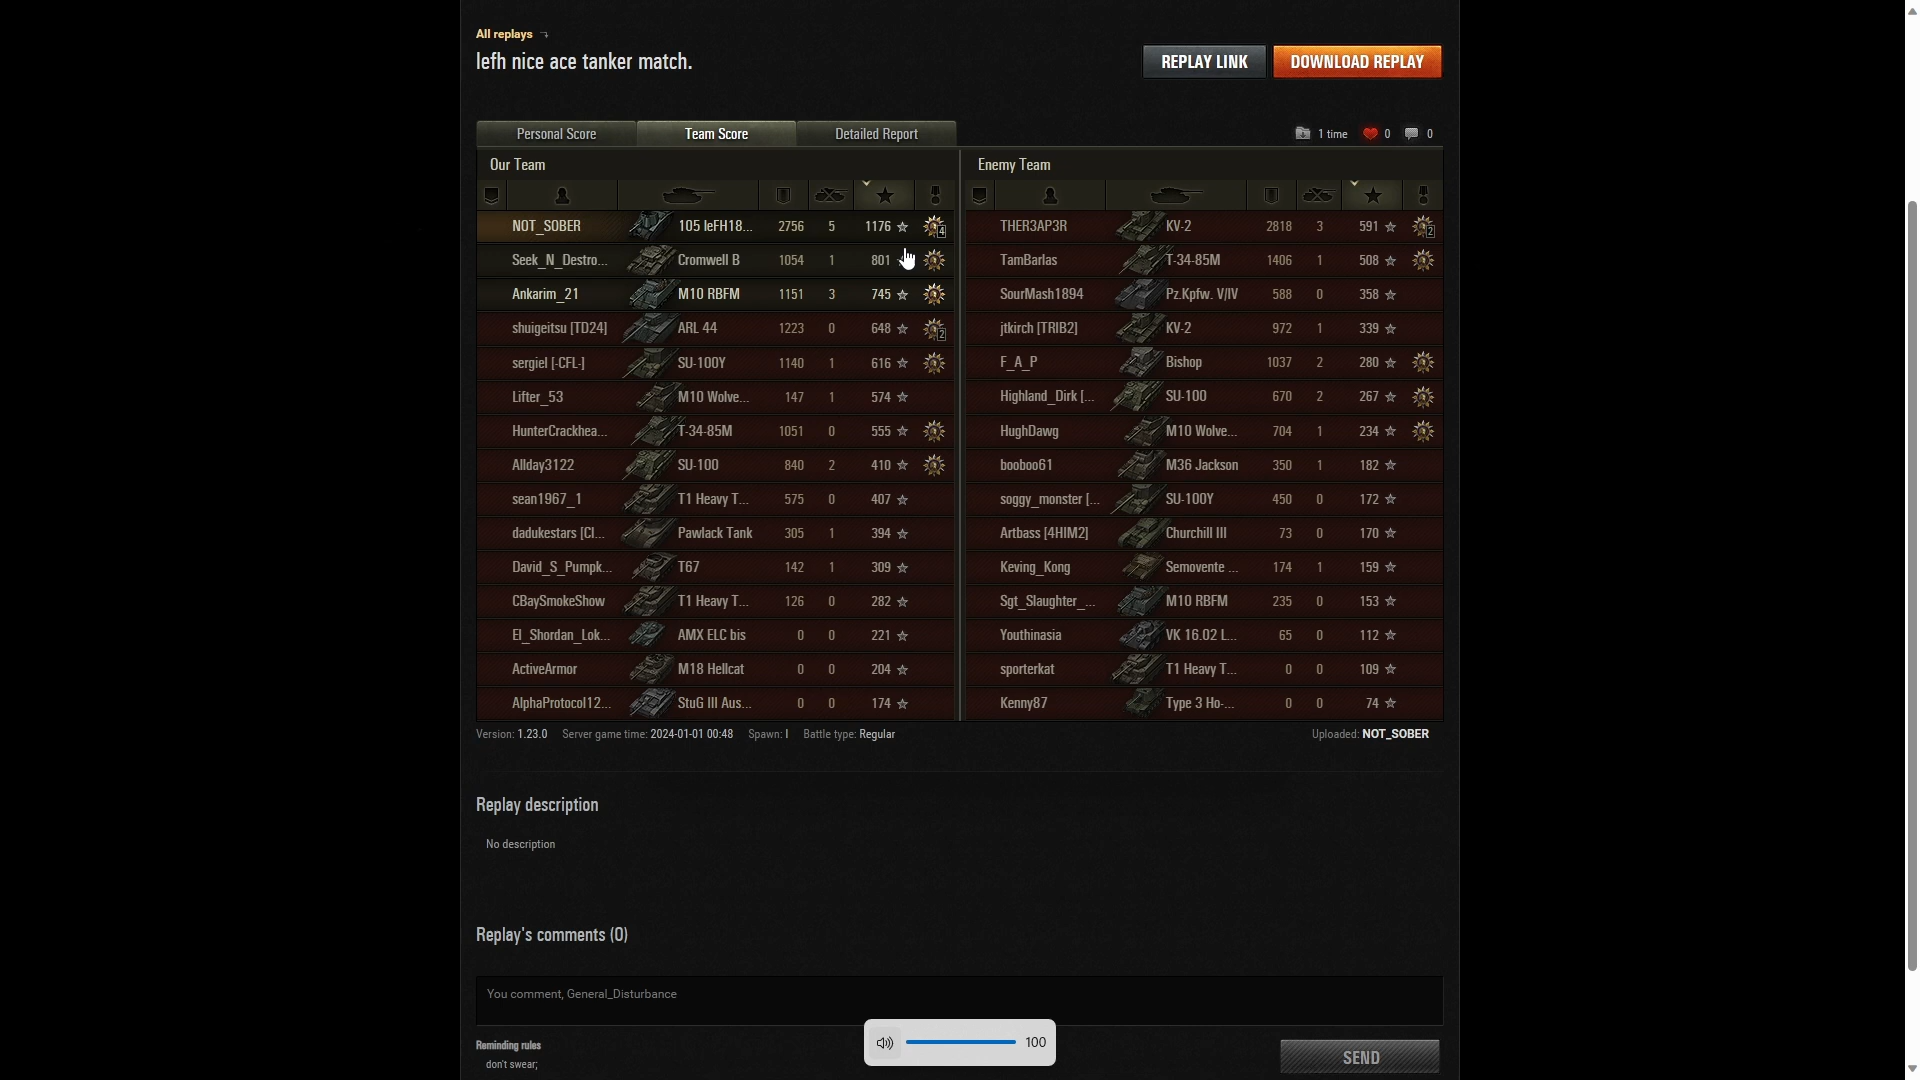 All replays
lefh nice ace tanker match.
REPLAY LINK
DOWNLOAD REPLAY
Personal Score
Team Score
Detailed Report
1 time
0
0
Our Team
NOT_SOBER 105 leFH18... 2756 5 1176 4
Seek_N_Destro... Cromwell B 1054 1 801
Ankarim_21 M10 RBFM 1151 3 745
shuigeitsu [TD24] ARL 44 1223 0 648 2
sergiel [-CFL-] SU-100Y 1140 1 616
Lifter_53 M10 Wolve... 147 1 574
HunterCrackhea... T-34-85M 1051 0 555
Allday3122 SU-100 840 2 410
sean1967_1 T1 Heavy T... 575 0 407
dadukestars [Cl... Pawlack Tank 305 1 394
David_S_Pumpk... T67 142 1 309
CBaySmokeShow T1 Heavy T... 126 0 282
El_Shordan_Lok... AMX ELC bis 0 0 221
ActiveArmor M18 Hellcat 0 0 204
AlphaProtocol12... StuG III Aus... 0 0 174
Enemy Team
THER3AP3R KV-2 2818 3 591 2
TamBarlas T-34-85M 1406 1 508
SourMash1894 Pz.Kpfw. V/IV 588 0 358
jtkirch [TRIB2] KV-2 972 1 339
F_A_P Bishop 1037 2 280
Highland_Dirk [... SU-100 670 2 267
HughDawg M10 Wolve... 704 1 234
booboo61 M36 Jackson 350 1 182
soggy_monster [... SU-100Y 450 0 172
Artbass [4HIM2] Churchill III 73 0 170
Keving_Kong Semovente ... 174 1 159
Sgt_Slaughter_... M10 RBFM 235 0 153
Youthinasia VK 16.02 L... 65 0 112
sporterkat T1 Heavy T... 0 0 109
Kenny87 Type 3 Ho-... 0 0 74
Version: 1.23.0 Server game time: 2024-01-01 00:48 Spawn: I Battle type: Regular
Uploaded: NOT_SOBER
Replay description
No description
Replay's comments (0)
You comment, General_Disturbance
100
Reminding rules
don't swear;
SEND